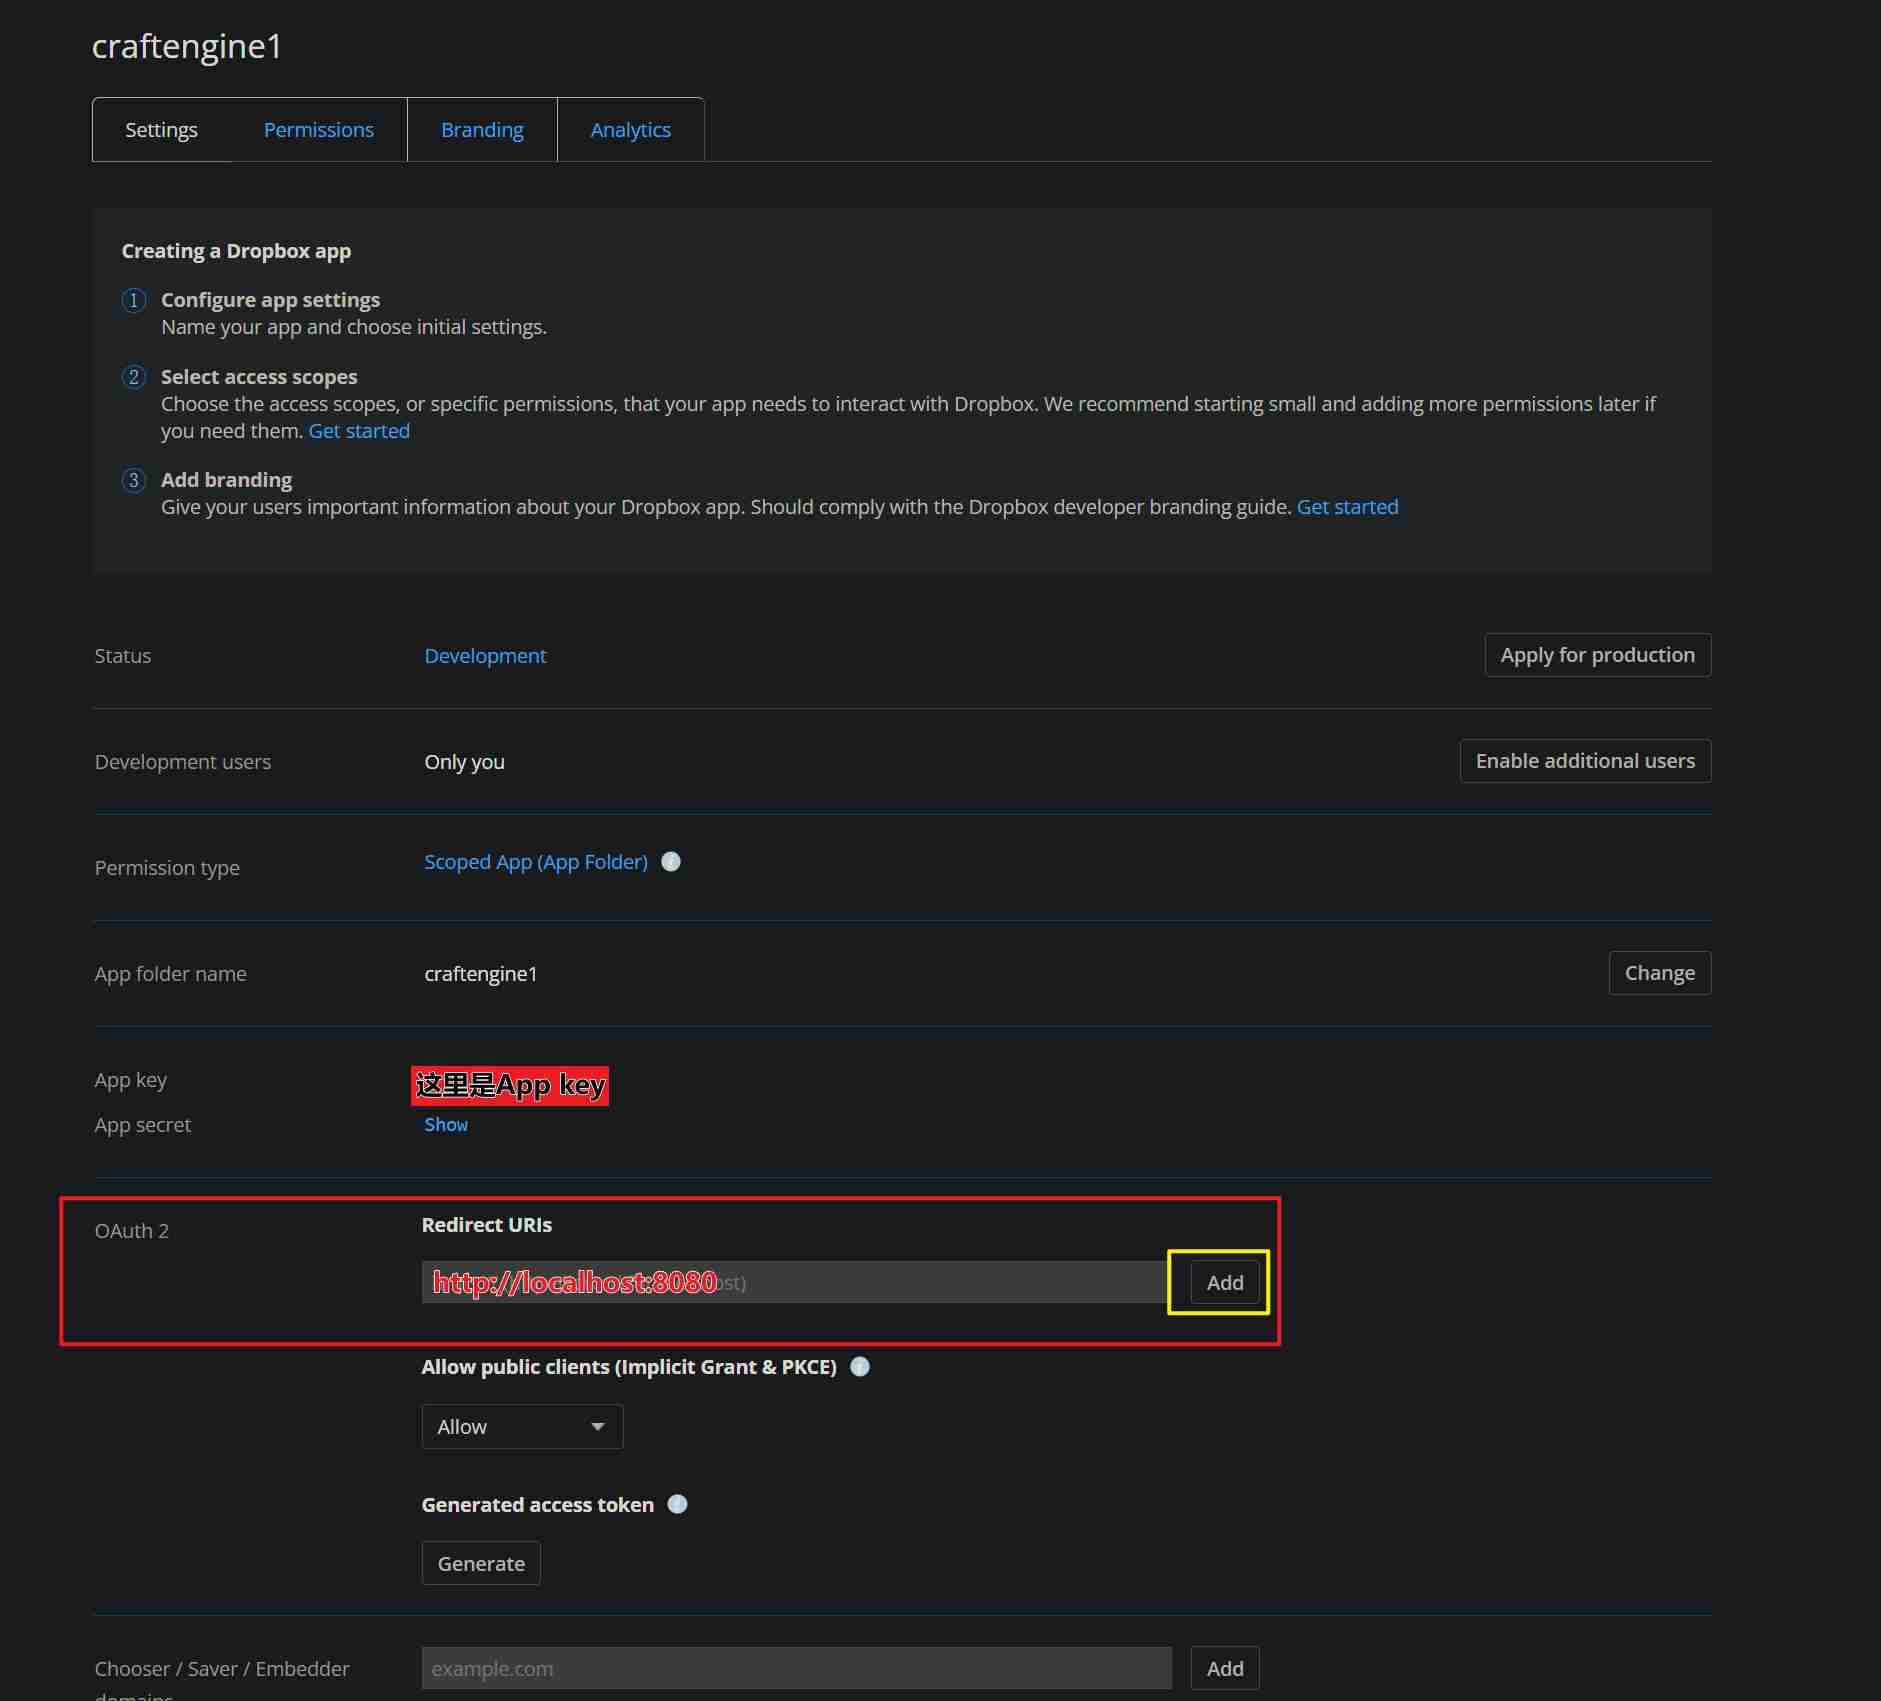 craftengine1
Settings Permissions Branding Analytics
Creating a Dropbox app
1 Configure app settings
Name your app and choose initial settings.
2 Select access scopes
Choose the access scopes, or specific permissions, that your app needs to interact with Dropbox. We recommend starting small and adding more permissions later if
you need them. Get started
3 Add branding
Give your users important information about your Dropbox app. Should comply with the Dropbox developer branding guide. Get started
Status Development Apply for production
Development users Only you Enable additional users
Permission type Scoped App (App Folder) i
App folder name craftengine1 Change
App key 这里是App key
App secret Show
OAuth 2 Redirect URIs
http://localhost:8080ost) Add
Allow public clients (Implicit Grant & PKCE)
Allow
Generated access token
Generate
Chooser / Saver / Embedder example.com Add
domains